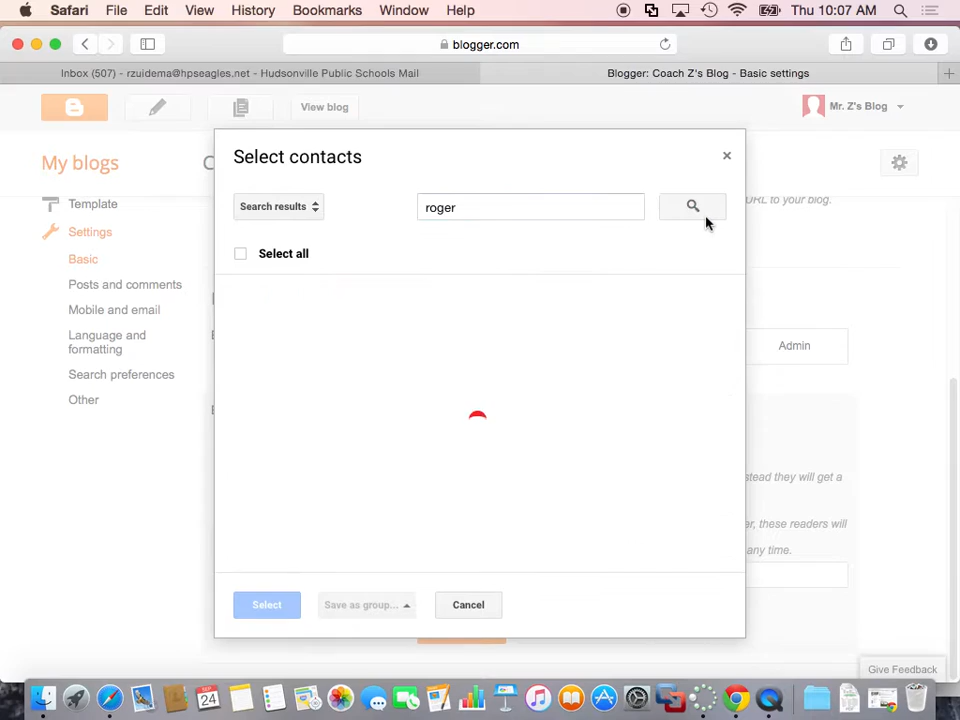 Safari File Edit View History Bookmarks Window Help Thu 10:07 AM
blogger.com
Inbox (507) - rzuidema@hpseagles.net - Hudsonville Public Schools Mail
Blogger: Coach Z's Blog - Basic settings
View blog
Mr. Z's Blog
My blogs
C
Template
Settings
Basic
Posts and comments
Mobile and email
Language and
formatting
Search preferences
Other
URL to your blog.
Admin
stead they will get a
er, these readers will
any time.
Select contacts
×
Search results
roger
Select all
Select
Save as group...
Cancel
Give Feedback
SEP
24